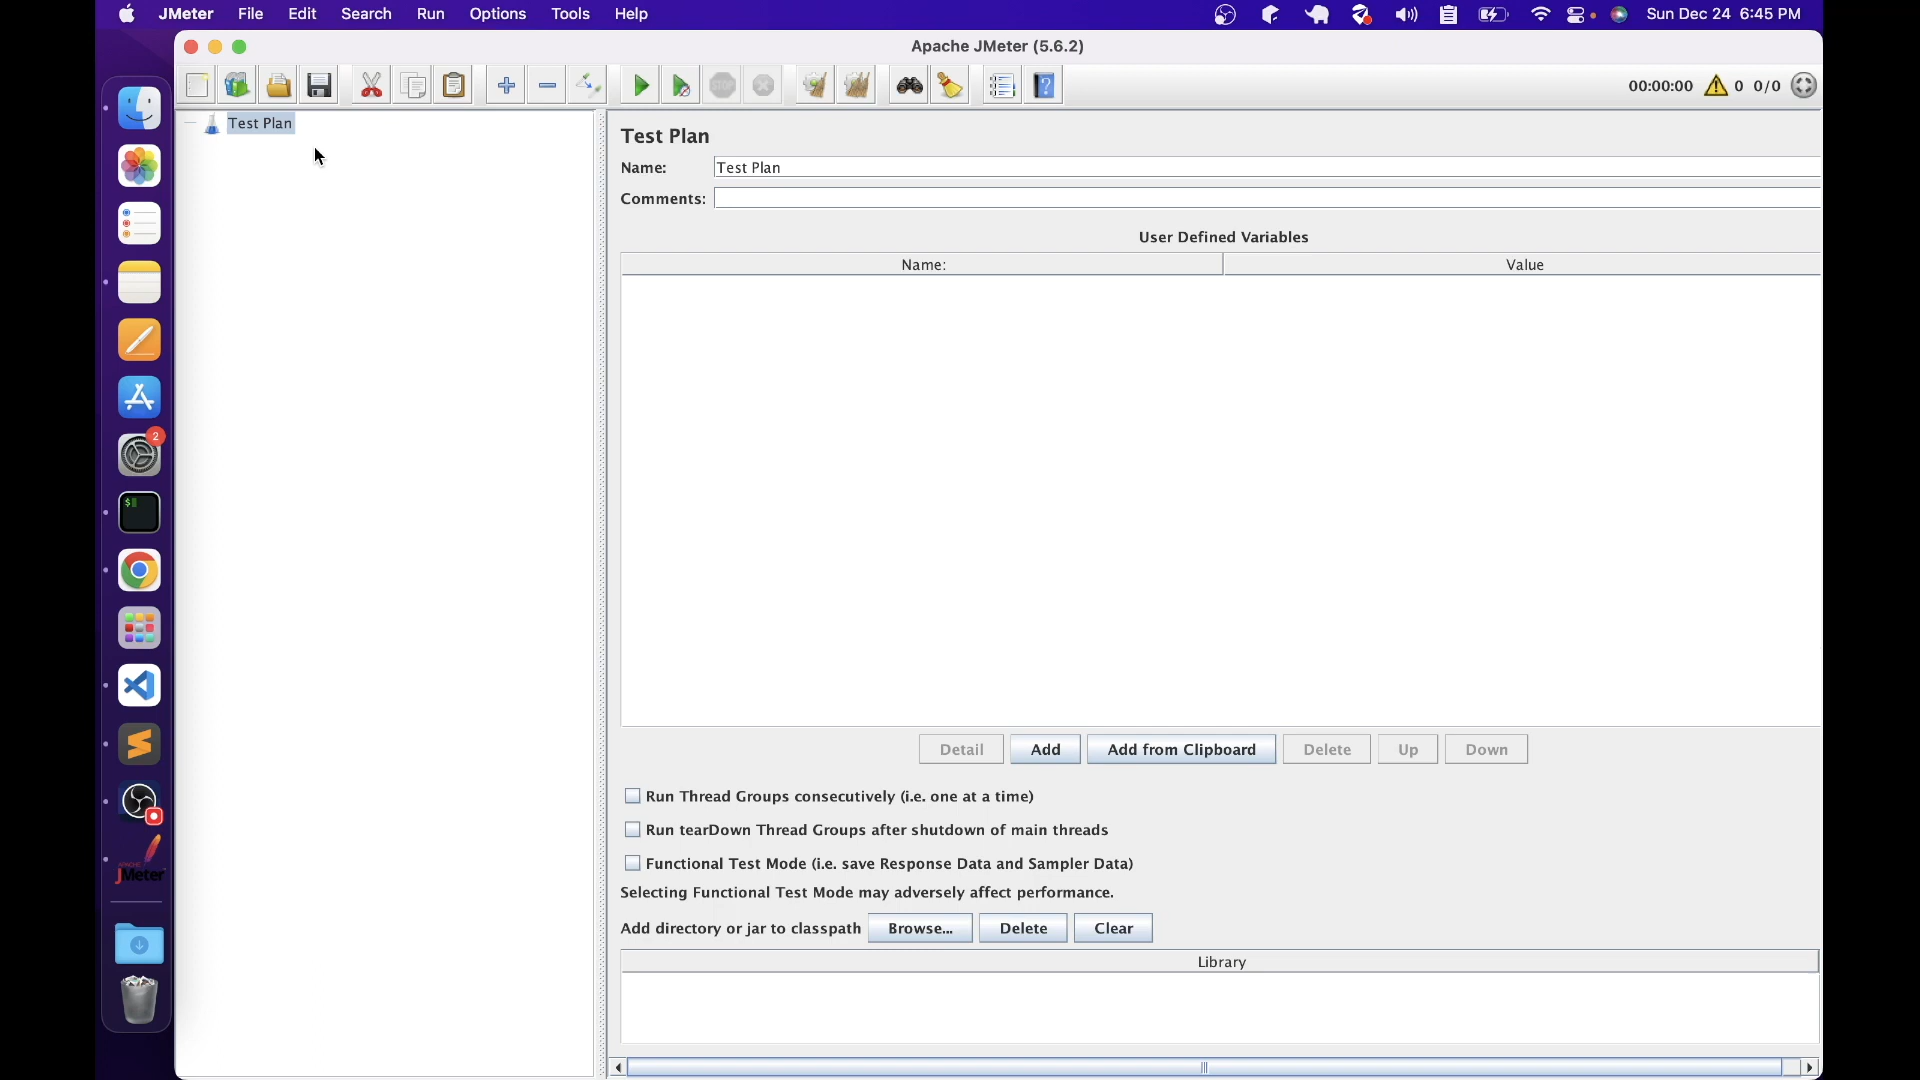 JMeter File Edit Search Run Options Tools Help Sun Dec 24 6:45 PM
Apache JMeter (5.6.2)
STOP 00:00:00 0 0/0
Test Plan
Test Plan
Name: Test Plan
Comments:
User Defined Variables
Name: Value
Detail Add Add from Clipboard Delete Up Down
Run Thread Groups consecutively (i.e. one at a time)
Run tearDown Thread Groups after shutdown of main threads
Functional Test Mode (i.e. save Response Data and Sampler Data)
Selecting Functional Test Mode may adversely affect performance.
Add directory or jar to classpath Browse... Delete Clear
Library
2
$
APACHE
JMeter